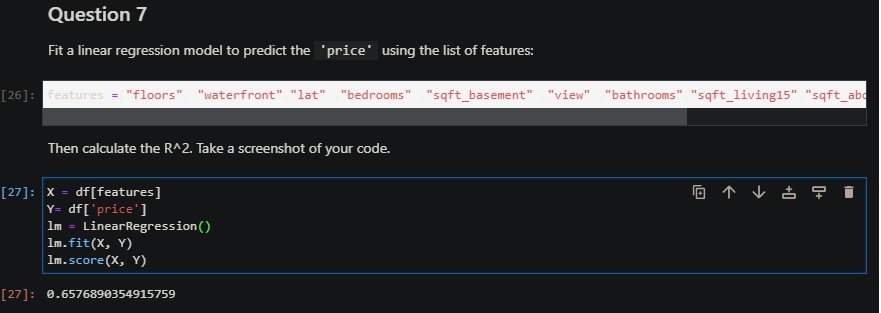 Question 7
Fit a linear regression model to predict the 'price' using the list of features:
[26]: features = "floors" "waterfront" "lat" "bedrooms" "sqft_basement" "view" "bathrooms" "sqft_living15" "sqft_abo
Then calculate the R^2. Take a screenshot of your code.
[27]: X = df[features]
Y= df['price']
lm = LinearRegression()
lm.fit(X, Y)
lm.score(X, Y)
[27]: 0.6576890354915759